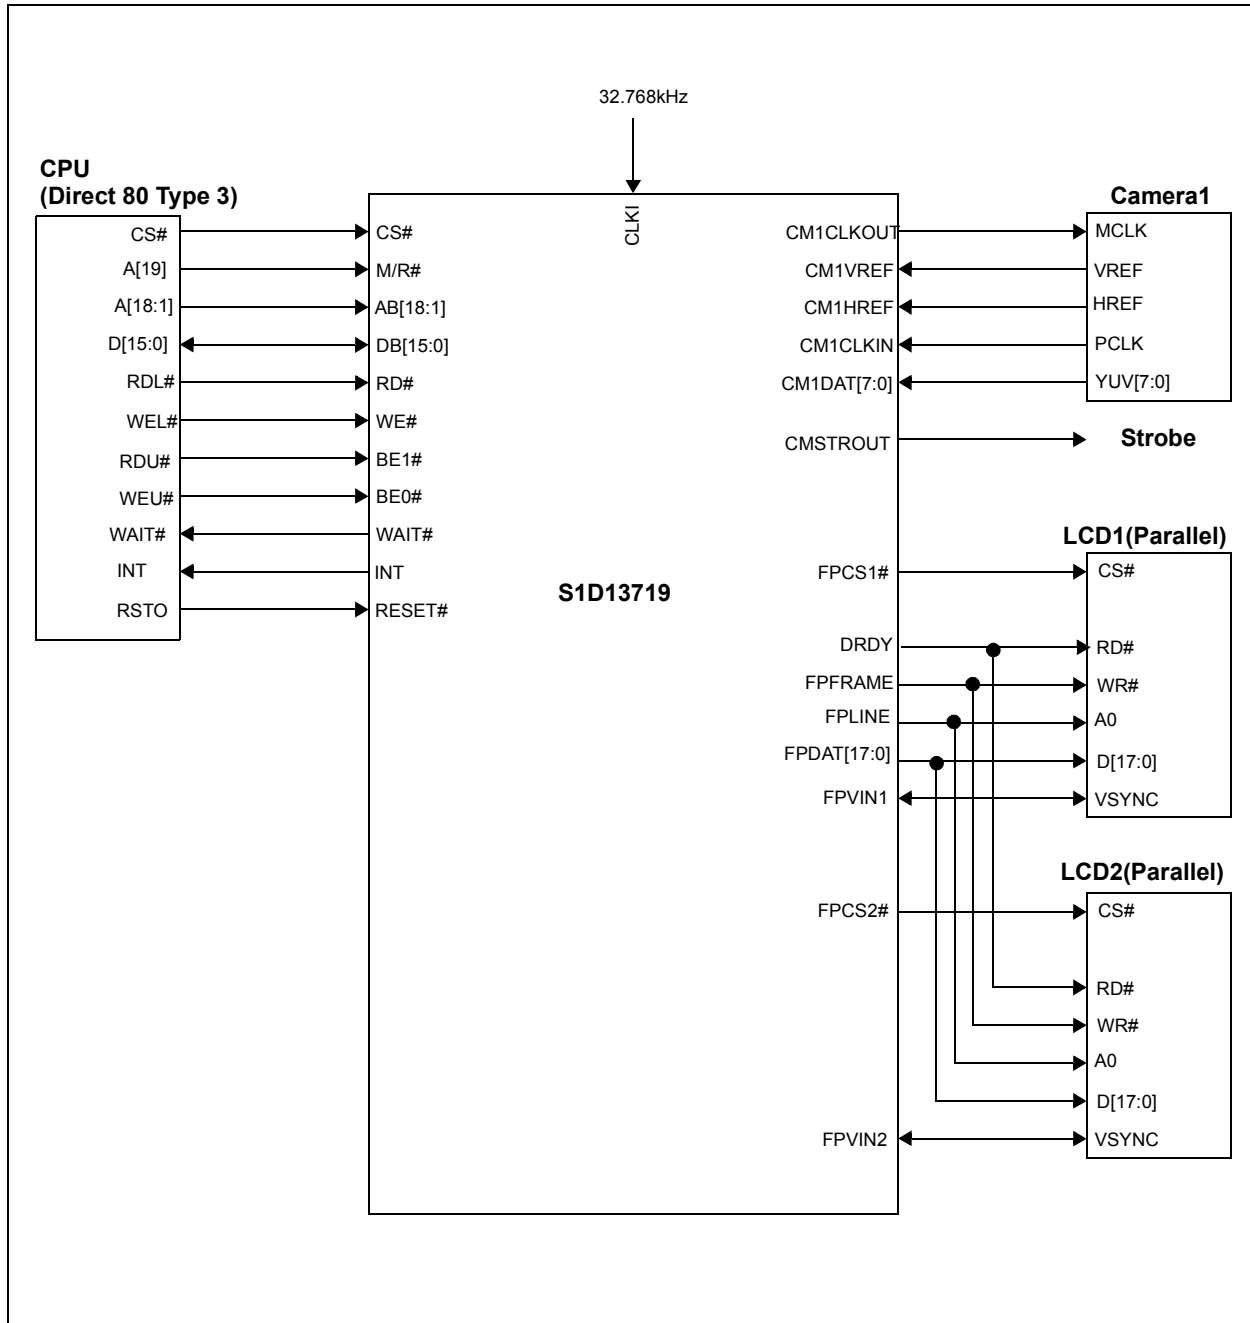 32.768kHz
CPU
(Direct 80 Type 3)
CS#
A[19]
A[18:1]
D[15:0]
RDL#
WEL#
RDU#
WEU#
WAIT#
INT
RSTO
CLKI
CS#
M/R#
AB[18:1]
DB[15:0]
RD#
WE#
BE1#
BE0#
WAIT#
INT
RESET#
S1D13719
CM1CLKOUT
CM1VREF
CM1HREF
CM1CLKIN
CM1DAT[7:0]
CMSTROUT
FPCS1#
DRDY
FPFRAME
FPLINE
FPDAT[17:0]
FPVIN1
FPCS2#
FPVIN2
Camera1
MCLK
VREF
HREF
PCLK
YUV[7:0]
Strobe
LCD1(Parallel)
CS#
RD#
WR#
A0
D[17:0]
VSYNC
LCD2(Parallel)
CS#
RD#
WR#
A0
D[17:0]
VSYNC